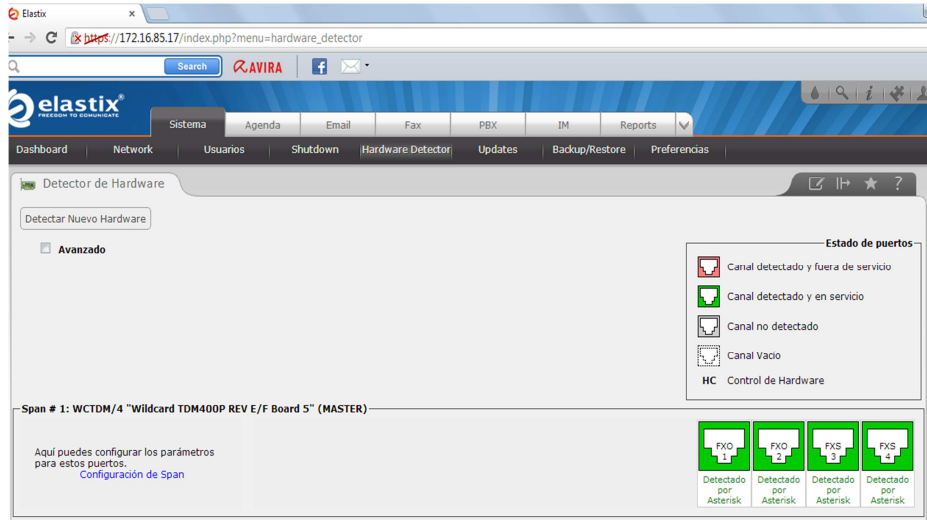 Elastix
https://172.16.85.17/index.php?menu=hardware_detector
Search AVIRA
elastix®
FREEDOM TO COMMUNICATE
Sistema Agenda Email Fax PBX IM Reports
Dashboard Network Usuarios Shutdown Hardware Detector Updates Backup/Restore Preferencias
Detector de Hardware
Detectar Nuevo Hardware
Avanzado
Estado de puertos
Canal detectado y fuera de servicio
Canal detectado y en servicio
Canal no detectado
Canal Vacio
HC Control de Hardware
Span # 1: WCTDM/4 "Wildcard TDM400P REV E/F Board 5" (MASTER)
Aquí puedes configurar los parámetros
para estos puertos.
Configuración de Span
FXO FXO FXS FXS
1 2 3 4
Detectado Detectado Detectado Detectado
por por por por
Asterisk Asterisk Asterisk Asterisk